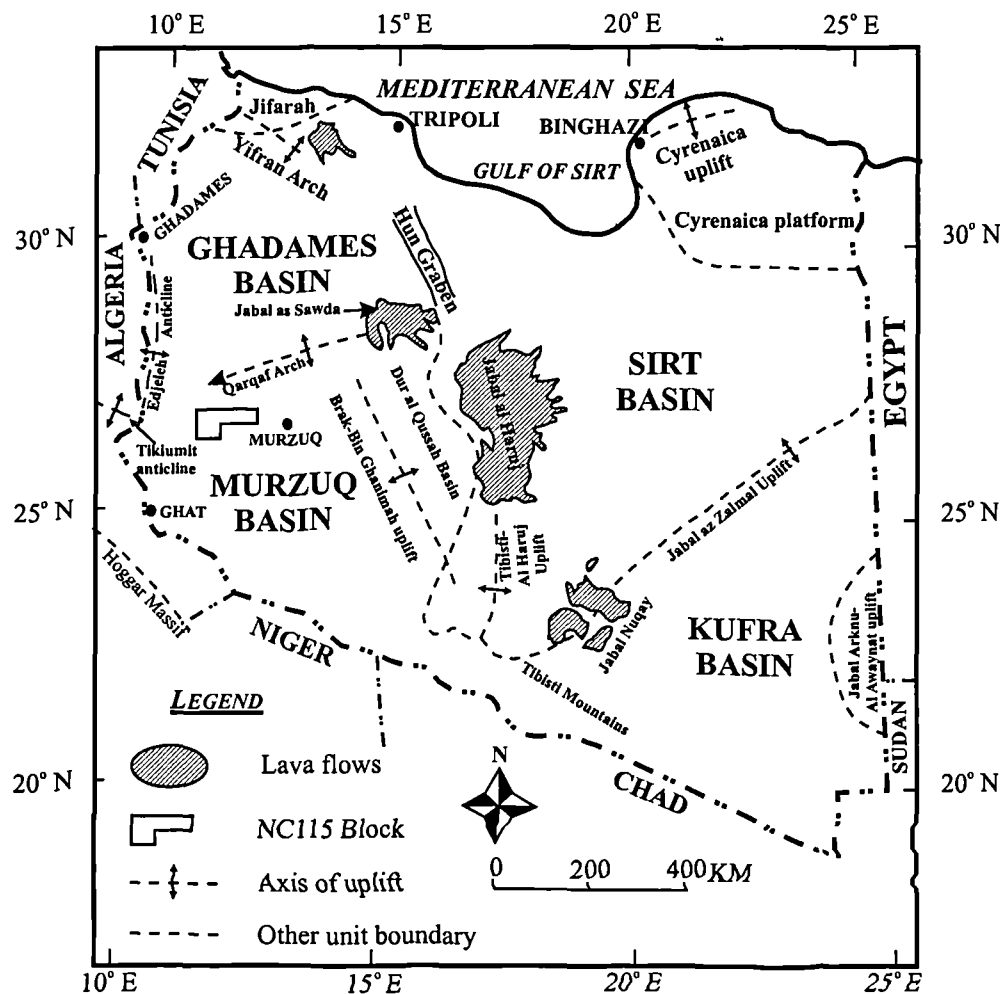 10° E
15° E
20° E
25° E
MEDITERRANEAN SEA
Jifarah
TRIPOLI
BINGHAZI
TUNISIA
Yifran Arch
Cyrenaica
uplift
GULF OF SIRT
GHADAMES
Cyrenaica platform
30° N
30° N
Hun Graben
GHADAMES
BASIN
ALGERIA
Edjeleh
Anticline
Jabal as Sawda
EGYPT
Qarqaf Arch
SIRT
BASIN
Jabal al Haruj
Dur al Qussah Basin
Brak-Bin Ghanimah uplift
MURZUQ
Tikiumit
anticline
MURZUQ
BASIN
Jabal az Zalmal Uplift
25° N
25° N
GHAT
Tibisti-
Al Haruj
Uplift
Hoggar Massif
Jabal Nuqay
KUFRA
BASIN
Jabal Arknu-
Al Awaynat uplift
NIGER
Tibisti Mountains
SUDAN
CHAD
LEGEND
Lava flows
NC115 Block
Axis of uplift
Other unit boundary
N
0 200 400 KM
20° N
20° N
10° E
15° E
20° E
25° E